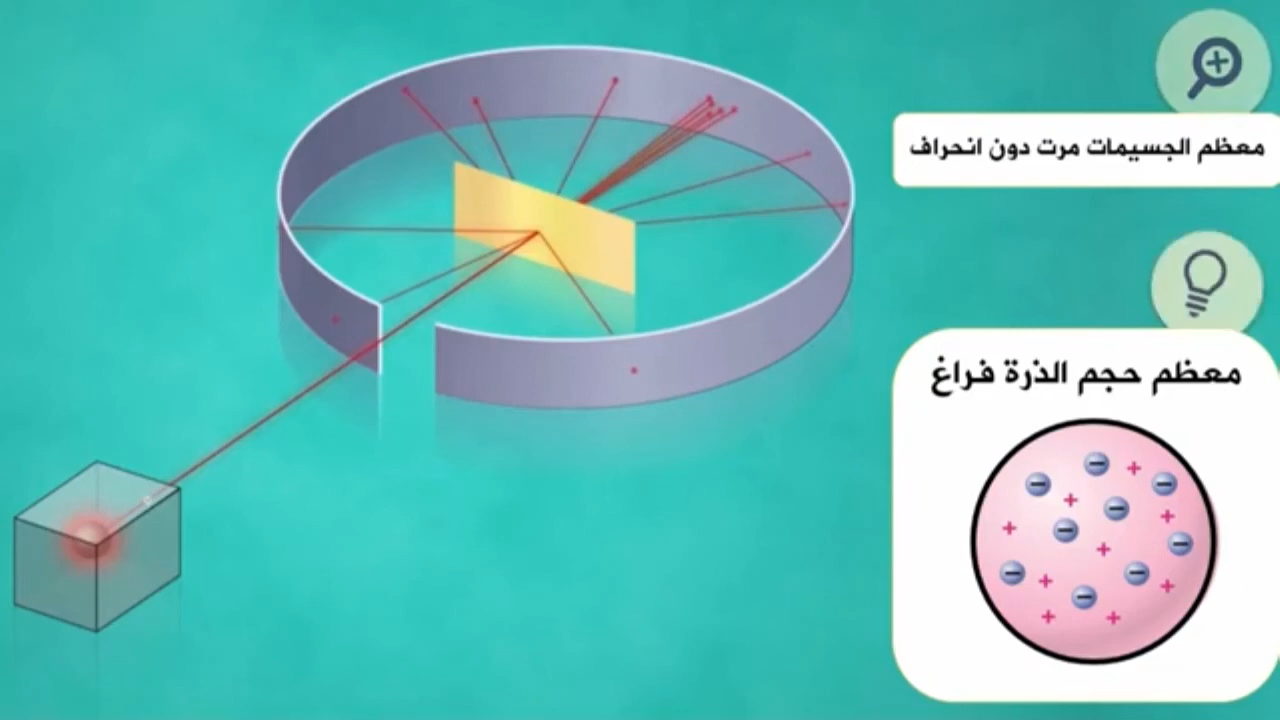 معظم الجسيمات مرت دون انحراف
معظم حجم الذرة فراغ